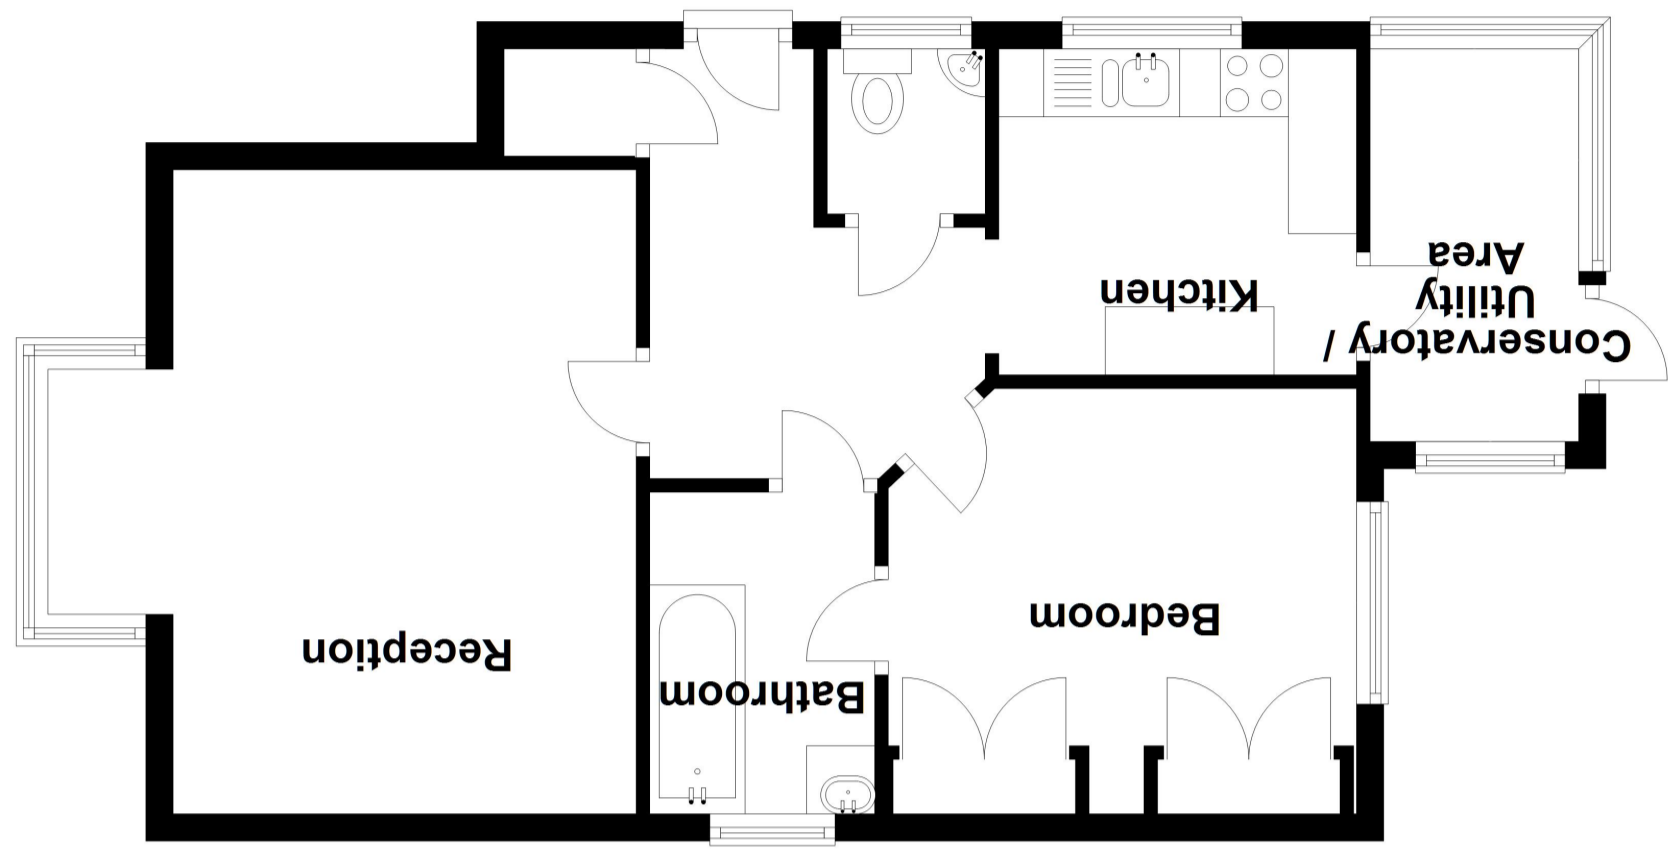 Bathroom
Bedroom
Reception
Conservatory /
Utility
Area
Kitchen